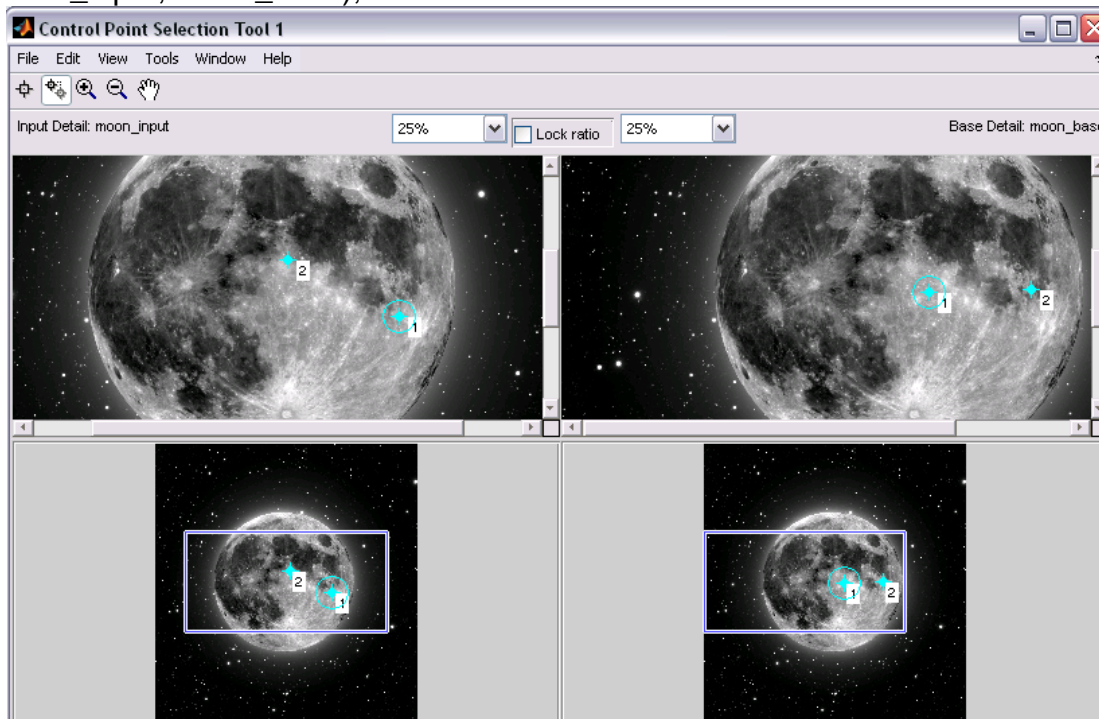 Control Point Selection Tool 1
File Edit View Tools Window Help
Input Detail: moon_input 25% Lock ratio 25% Base Detail: moon_base
2
1
1
2
2
1
1
2